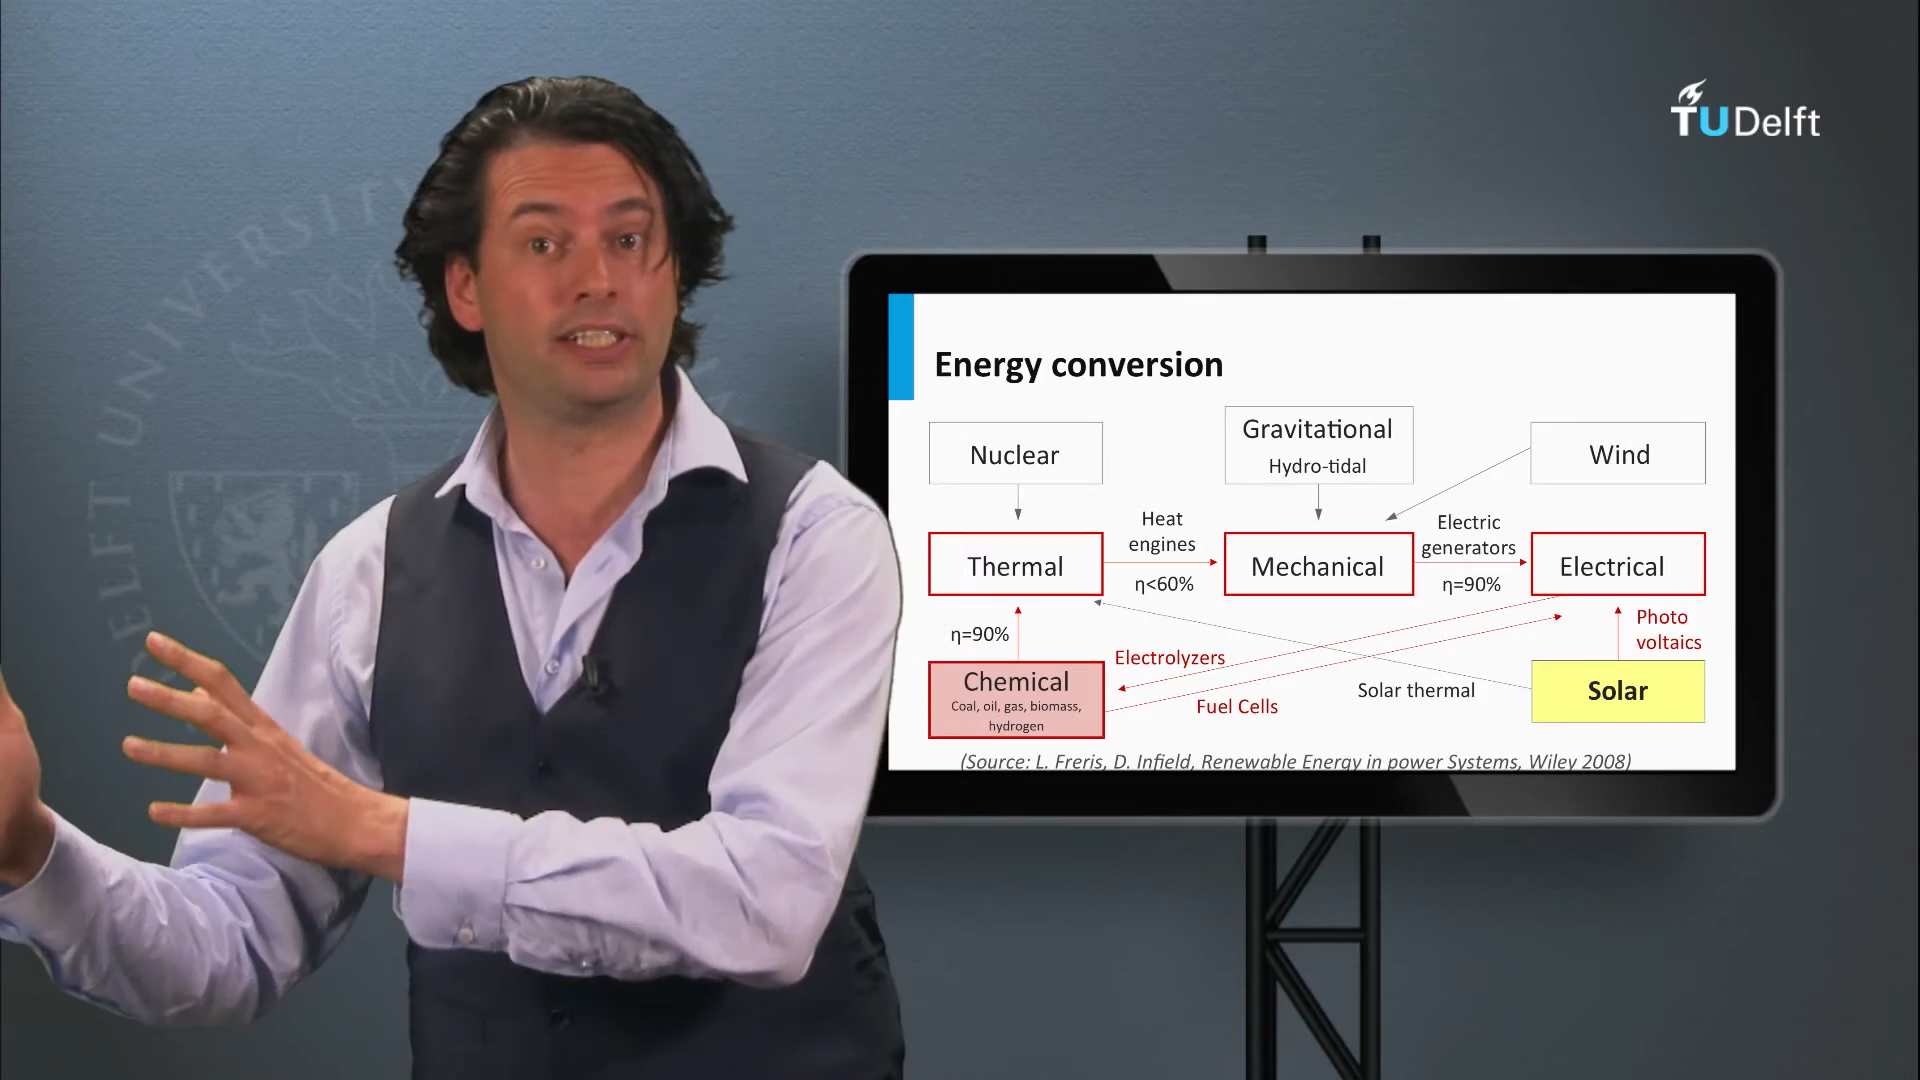 TUDelft
DELFT UNIVERSITY
Energy conversion
Nuclear
Gravitational
Hydro-tidal
Wind
Thermal
Heat
engines
η<60%
Mechanical
Electric
generators
η=90%
Electrical
η=90%
Photo
voltaics
Electrolyzers
Chemical
Coal, oil, gas, biomass,
hydrogen
Fuel Cells
Solar thermal
Solar
(Source: L. Freris, D. Infield, Renewable Energy in power Systems, Wiley 2008)